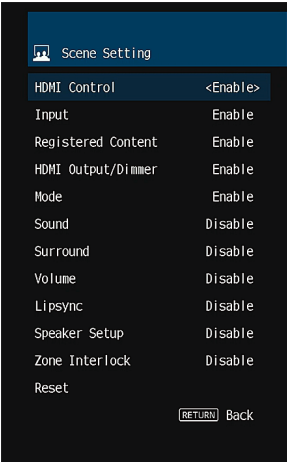 Scene Setting
HDMI Control <Enable>
Input Enable
Registered Content Enable
HDMI Output/Dimmer Enable
Mode Enable
Sound Disable
Surround Disable
Volume Disable
Lipsync Disable
Speaker Setup Disable
Zone Interlock Disable
Reset
RETURN Back